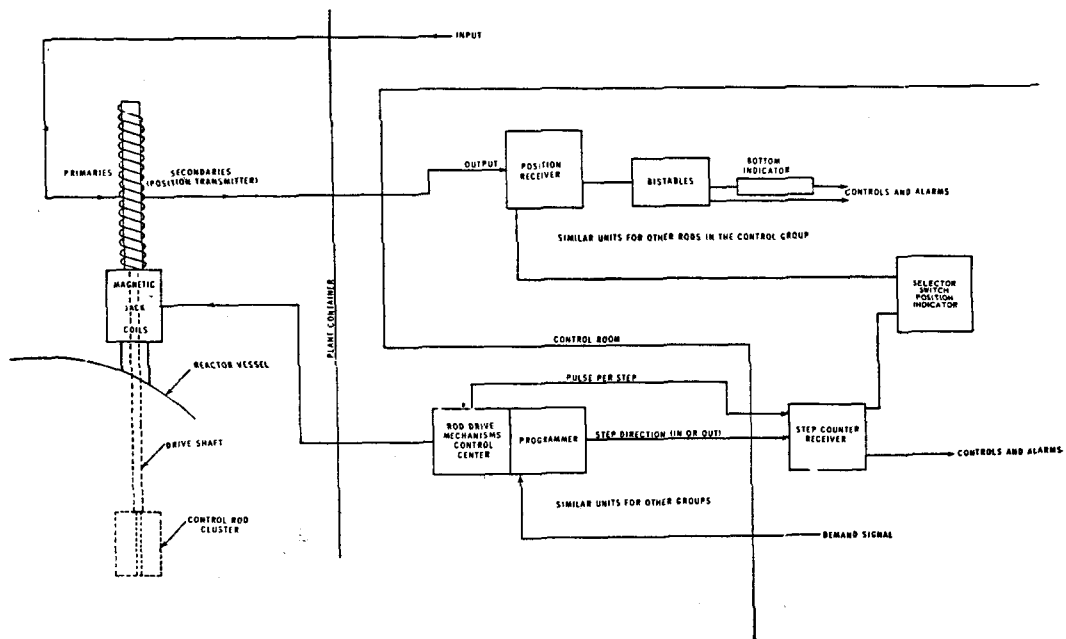 INPUT
PRIMARIES
SECONDARIES
(POSITION TRANSMITTER)
OUTPUT
POSITION
RECEIVER
BISTABLES
BOTTOM
INDICATOR
CONTROLS AND ALARMS
SIMILAR UNITS FOR OTHER RODS IN THE CONTROL GROUP
SELECTOR
SWITCH
POSITION
INDICATOR
MAGNETIC
JACK
COILS
PLANE CONTAINER
CONTROL ROOM
REACTOR VESSEL
PULSE PER STEP
ROD DRIVE
MECHANISMS
CONTROL
CENTER
PROGRAMMER
STEP DIRECTION (IN OR OUT)
STEP COUNTER
RECEIVER
CONTROLS AND ALARMS
DRIVE SHAFT
SIMILAR UNITS FOR OTHER GROUPS
CONTROL ROD
CLUSTER
DEMAND SIGNAL